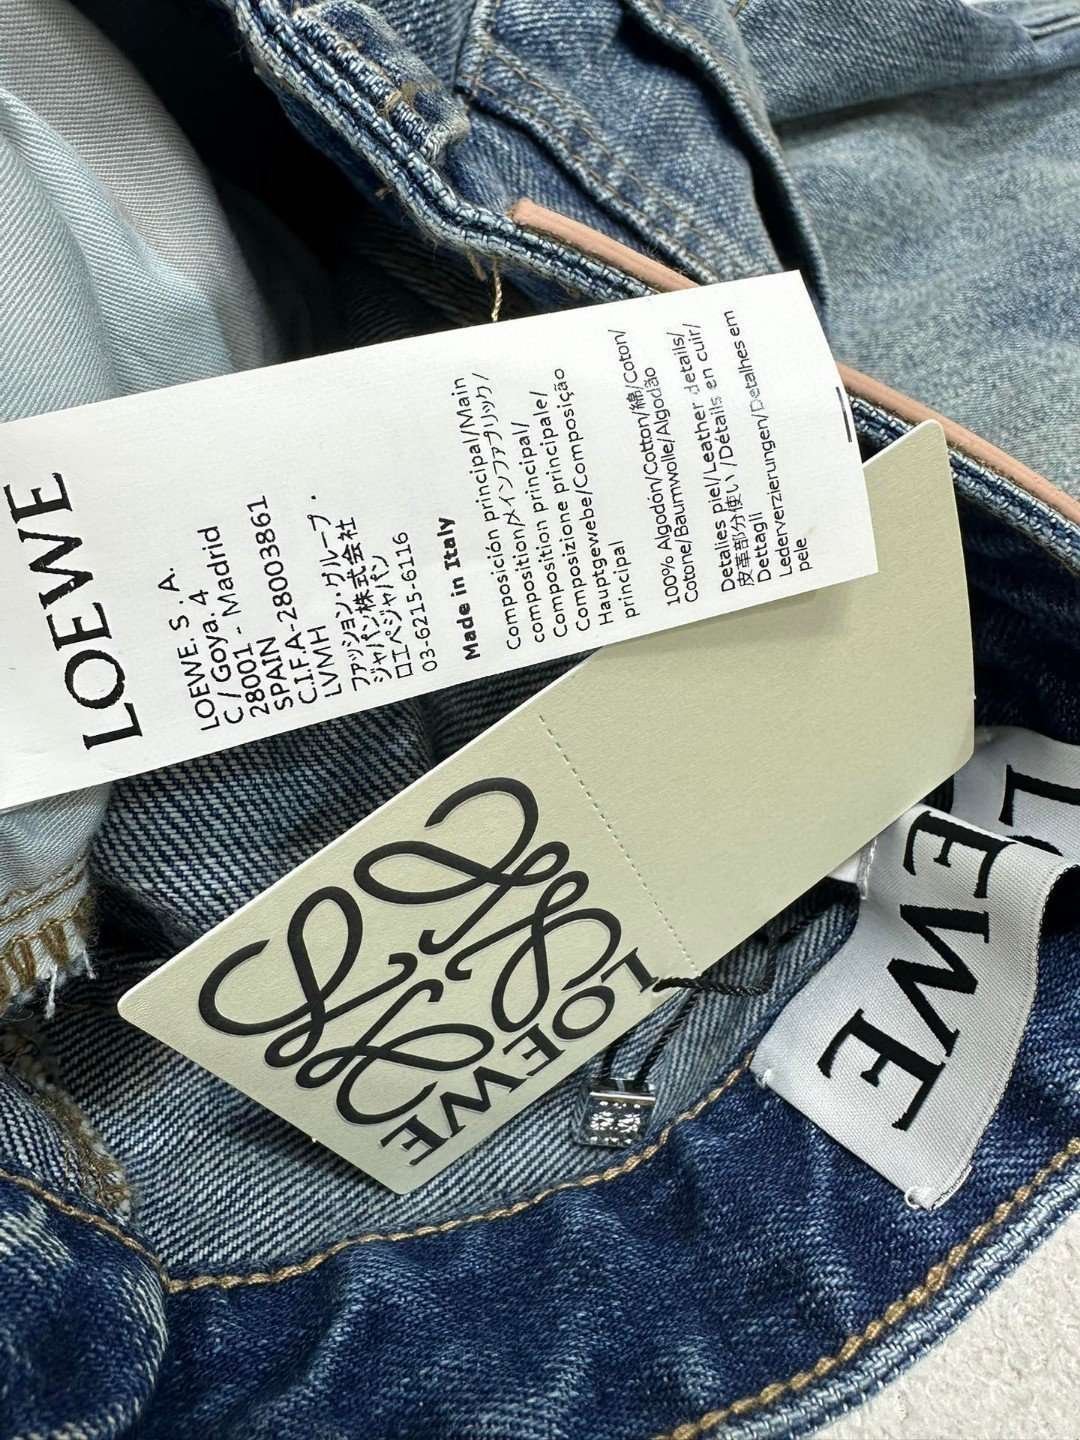 LOEWE
LOEWE. S . A.
C / Goya. 4
28001 - Madrid
SPAIN
C.I.F.A-28003861
LVMH
ファッション・グループ .
ジャパン株式会社
ロエベジャパン
03-6215-6116
Made in Italy
Composición principal/Main
composition/メインファブリック/
Composition principal/
Composition principale/
Composizione principale/
Hauptgewebe/Composição
principal
100% Algodón/Cotton/綿/Coton/
Cotone/Baumwolle/Algodão
Detalies piel/Leather details/
皮革部分使い/Détails en cuir/
Dettagli
Lederverzierungen/Detalhes em
pele
LOEWE
EWE